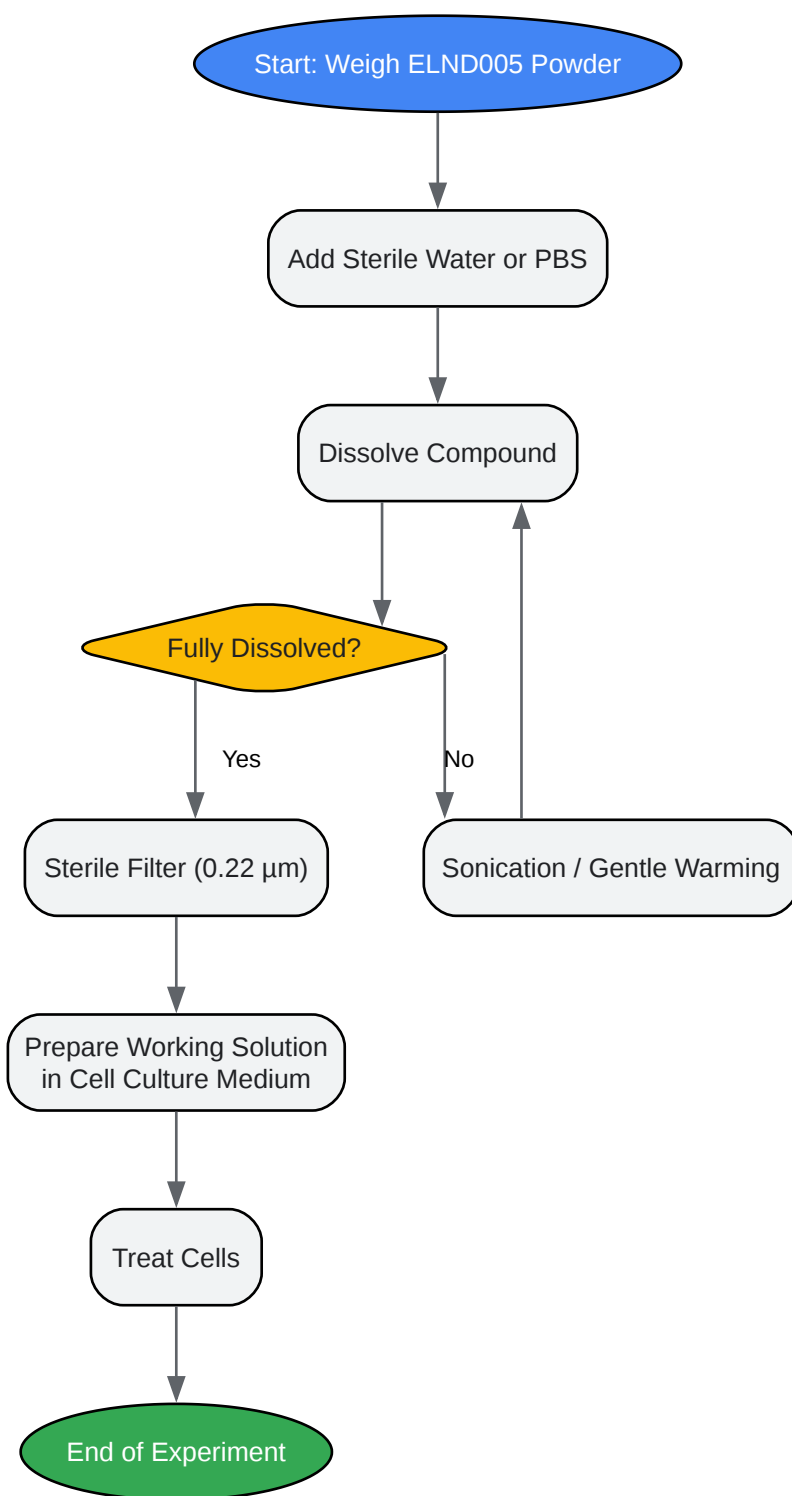 Start: Weigh ELND005 Powder
Add Sterile Water or PBS
Dissolve Compound
Fully Dissolved?
Yes
No
Sterile Filter (0.22 µm)
Sonication / Gentle Warming
Prepare Working Solution
in Cell Culture Medium
Treat Cells
End of Experiment